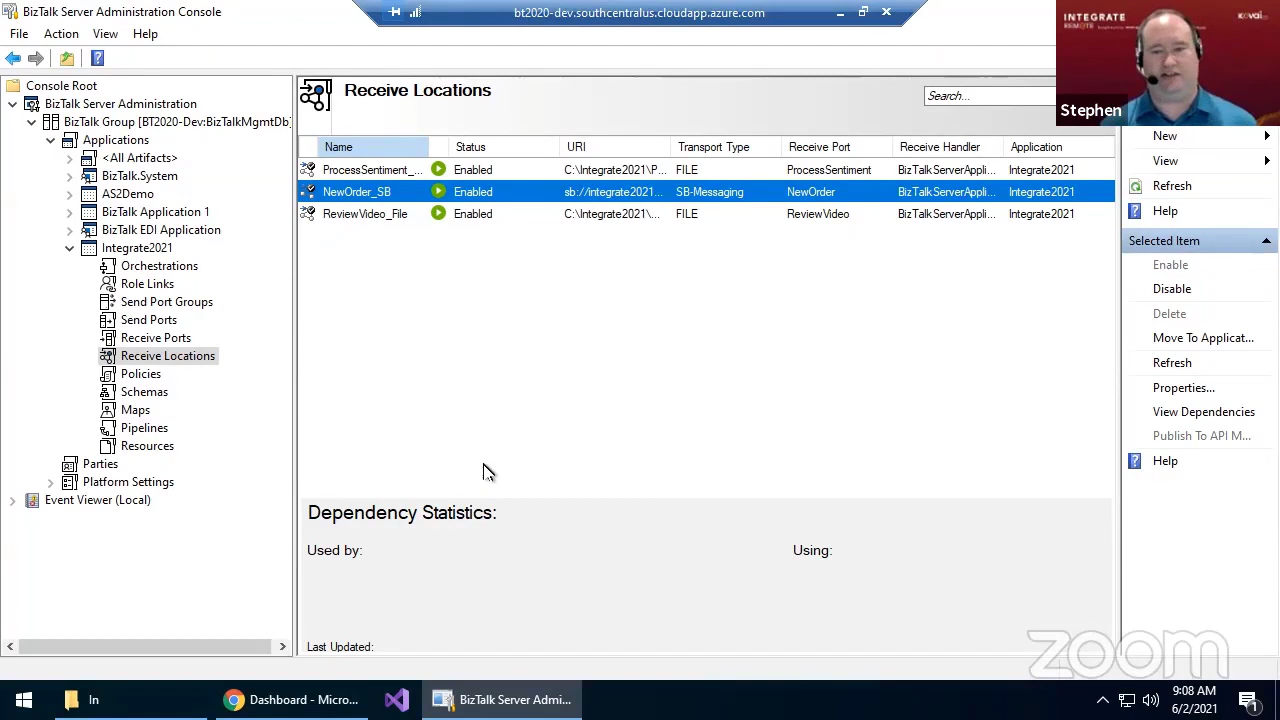 BizTalk Server Administration Console
bt2020-dev.southcentralus.cloudapp.azure.com
INTEGRATE
REMOTE
Stephen
File Action View Help
Console Root
BizTalk Server Administration
BizTalk Group [BT2020-Dev:BizTalkMgmtDb]
Applications
<All Artifacts>
BizTalk.System
AS2Demo
BizTalk Application 1
BizTalk EDI Application
Integrate2021
Orchestrations
Role Links
Send Port Groups
Send Ports
Receive Ports
Receive Locations
Policies
Schemas
Maps
Pipelines
Resources
Parties
Platform Settings
Event Viewer (Local)
Receive Locations
Search...
Name Status URI Transport Type Receive Port Receive Handler Application
ProcessSentiment_... Enabled C:\Integrate2021\P... FILE ProcessSentiment BizTalkServerAppli... Integrate2021
NewOrder_SB Enabled sb://integrate2021... SB-Messaging NewOrder BizTalkServerAppli... Integrate2021
ReviewVideo_File Enabled C:\Integrate2021\... FILE ReviewVideo BizTalkServerAppli... Integrate2021
Dependency Statistics:
Used by: Using:
Last Updated:
New
View
Refresh
Help
Selected Item
Enable
Disable
Delete
Move To Applicat...
Refresh
Properties...
View Dependencies
Publish To API M...
Help
zoom
In
Dashboard - Micro...
BizTalk Server Admi...
9:08 AM
6/2/2021
1